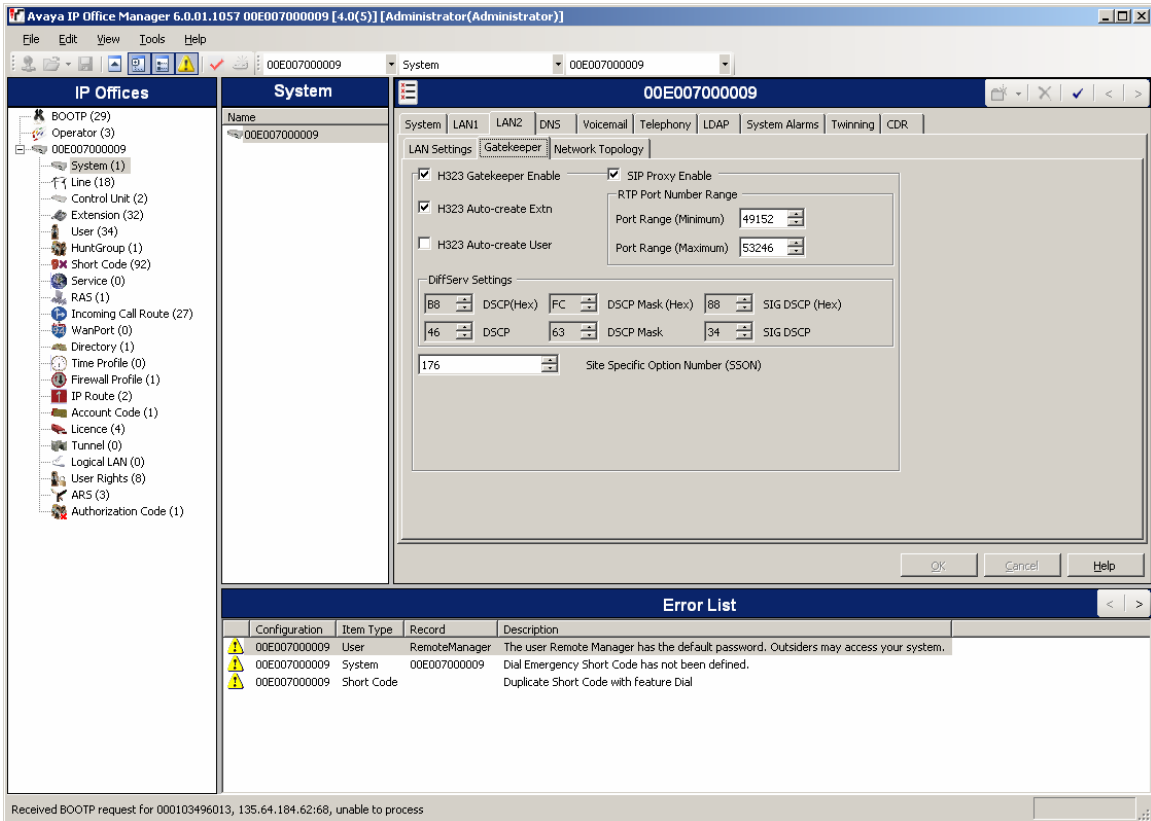 Avaya IP Office Manager 6.0.01.1057 00E007000009 [4.0(5)] [Administrator(Administrator)]
File Edit View Tools Help
00E007000009 System 00E007000009
IP Offices
BOOTP (29)
Operator (3)
00E007000009
System (1)
Line (18)
Control Unit (2)
Extension (32)
User (34)
HuntGroup (1)
Short Code (92)
Service (0)
RAS (1)
Incoming Call Route (27)
WanPort (0)
Directory (1)
Time Profile (0)
Firewall Profile (1)
IP Route (2)
Account Code (1)
Licence (4)
Tunnel (0)
Logical LAN (0)
User Rights (8)
ARS (3)
Authorization Code (1)
System
Name
00E007000009
00E007000009
System LAN1 LAN2 DNS Voicemail Telephony LDAP System Alarms Twinning CDR
LAN Settings Gatekeeper Network Topology
H323 Gatekeeper Enable SIP Proxy Enable
RTP Port Number Range
H323 Auto-create Extn
Port Range (Minimum) 49152
H323 Auto-create User
Port Range (Maximum) 53246
DiffServ Settings
B8 DSCP(Hex) FC DSCP Mask (Hex) 88 SIG DSCP (Hex)
46 DSCP 63 DSCP Mask 34 SIG DSCP
176 Site Specific Option Number (SSON)
OK Cancel Help
Error List
Configuration Item Type Record Description
00E007000009 User RemoteManager The user Remote Manager has the default password. Outsiders may access your system.
00E007000009 System 00E007000009 Dial Emergency Short Code has not been defined.
00E007000009 Short Code Duplicate Short Code with feature Dial
Received BOOTP request for 000103496013, 135.64.184.62:68, unable to process